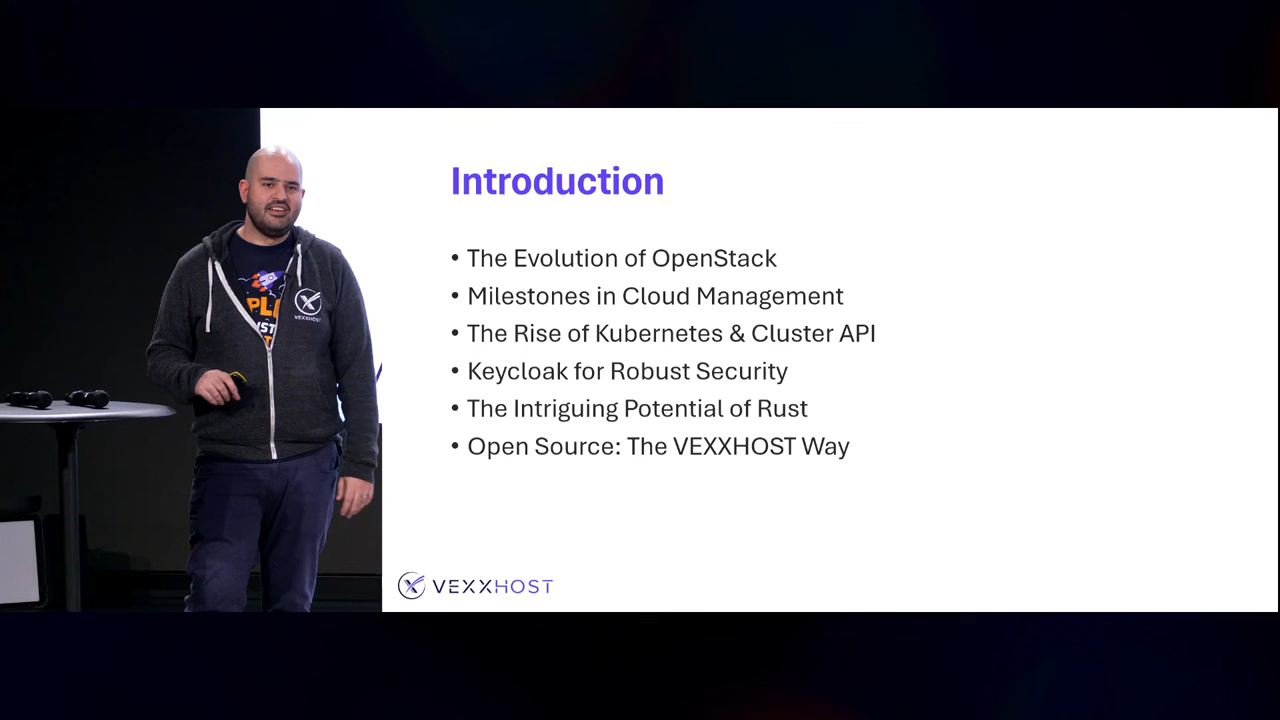 Introduction
• The Evolution of OpenStack
• Milestones in Cloud Management
• The Rise of Kubernetes & Cluster API
• Keycloak for Robust Security
• The Intriguing Potential of Rust
• Open Source: The VEXXHOST Way
VEXXHOST
VEXXHOST